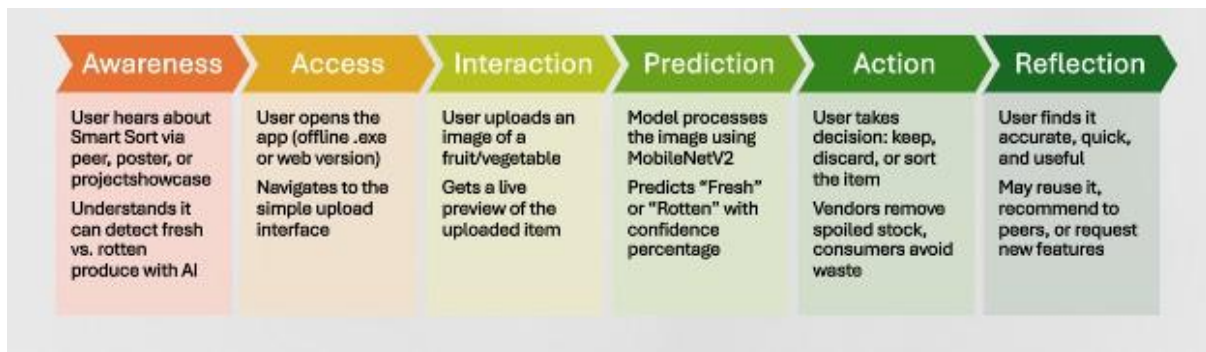 Awareness
User hears about
Smart Sort via
peer, poster, or
projectshowcase
Understands it
can detect fresh
vs. rotten
produce with AI
Access
User opens the
app (offline .exe
or web version)
Navigates to the
simple upload
interface
Interaction
User uploads an
image of a
fruit/vegetable
Gets a live
preview of the
uploaded item
Prediction
Model processes
the image using
MobileNetV2
Predicts “Fresh”
or “Rotten” with
confidence
percentage
Action
User takes
decision: keep,
discard, or sort
the item
Vendors remove
spoiled stock,
consumers avoid
waste
Reflection
User finds it
accurate, quick,
and useful
May reuse it,
recommend to
peers, or request
new features